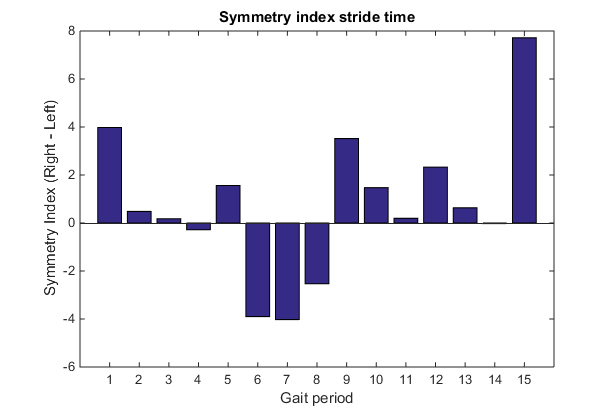 Symmetry index stride time
8
6
4
2
0
-2
-4
-6
Symmetry Index (Right - Left)
1 2 3 4 5 6 7 8 9 10 11 12 13 14 15
Gait period